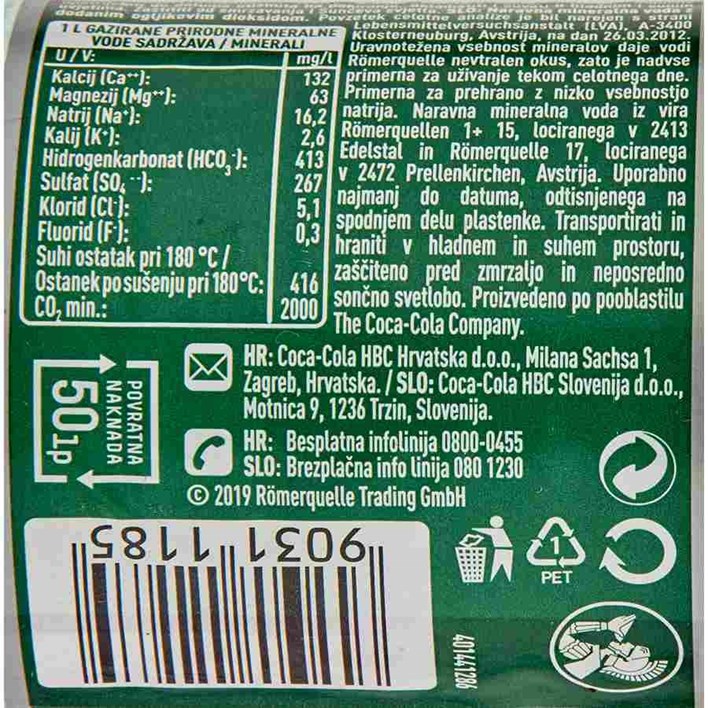 dodanim ogljikovim dioksidom. Povzetek celotne analize je bil narejen s strani
Lebensmittelversuchsanstalt (LVA), A-3400
Klosterneuburg, Avstrija, na dan 26.03.2012.
Uravnotežena vsebnost mineralov daje vodi
Römerquelle nevtralen okus, zato je nadvse
primerna za uživanje tekom celotnega dne.
Primerna za prehrano z nizko vsebnostjo
natrija. Naravna mineralna voda iz vira
Römerquellen 1+ 15, lociranega v 2413
Edelstal in Römerquelle 17, lociranega
v 2472 Prellenkirchen, Avstrija. Uporabno
najmanj do datuma, odtisnjenega na
spodnjem delu plastenke. Transportirati in
hraniti v hladnem in suhem prostoru,
zaščiteno pred zmrzaljo in neposredno
sončno svetlobo. Proizvedeno po pooblastilu
The Coca-Cola Company.
1 L GAZIRANE PRIRODNE MINERALNE
VODE SADRŽAVA / MINERALI
U / V: mg/l
Kalcij (Ca⁺⁺): 132
Magnezij (Mg⁺⁺): 63
Natrij (Na⁺): 16,2
Kalij (K⁺): 2,6
Hidrogenkarbonat (HCO₃⁻): 413
Sulfat (SO₄⁻⁻): 267
Klorid (Cl⁻): 5,1
Fluorid (F⁻): 0,3
Suhi ostatak pri 180 °C /
Ostanek po sušenju pri 180°C: 416
CO₂ min.: 2000
HR: Coca-Cola HBC Hrvatska d.o.o., Milana Sachsa 1,
Zagreb, Hrvatska. / SLO: Coca-Cola HBC Slovenija d.o.o.,
Motnica 9, 1236 Trzin, Slovenija.
HR: Besplatna infolinija 0800-0455
SLO: Brezplačna info linija 080 1230
© 2019 Römerquelle Trading GmbH
POVRATNA
NAKNADA
50 lp
9031 1185
1
PET
401441286